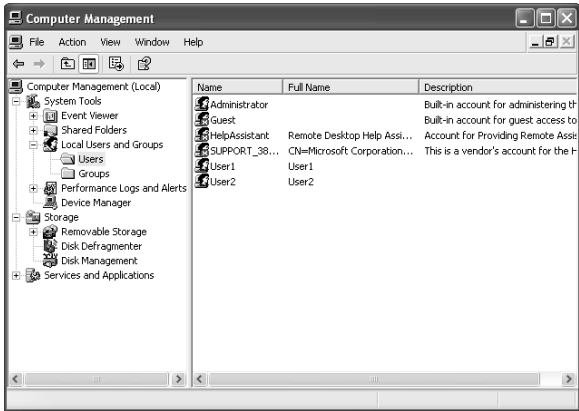 Computer Management
File Action View Window Help
Computer Management (Local)
System Tools
Event Viewer
Shared Folders
Local Users and Groups
Users
Groups
Performance Logs and Alerts
Device Manager
Storage
Removable Storage
Disk Defragmenter
Disk Management
Services and Applications
Name Full Name Description
Administrator Built-in account for administering th
Guest Built-in account for guest access to
HelpAssistant Remote Desktop Help Assi... Account for Providing Remote Assis
SUPPORT_38... CN=Microsoft Corporation... This is a vendor's account for the H
User1 User1
User2 User2